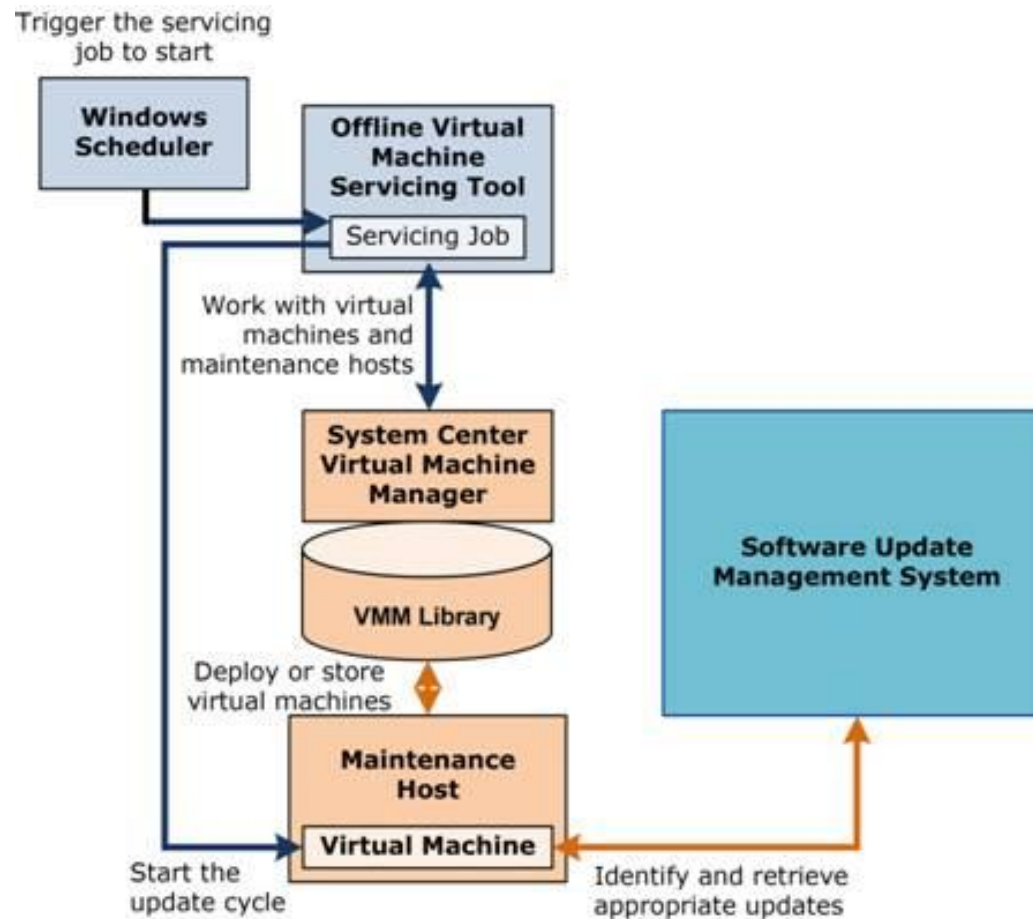 Trigger the servicing
job to start
Windows
Scheduler
Offline Virtual
Machine
Servicing Tool
Servicing Job
Work with virtual
machines and
maintenance hosts
System Center
Virtual Machine
Manager
VMM Library
Software Update
Management System
Deploy or store
virtual machines
Maintenance
Host
Virtual Machine
Start the
update cycle
Identify and retrieve
appropriate updates